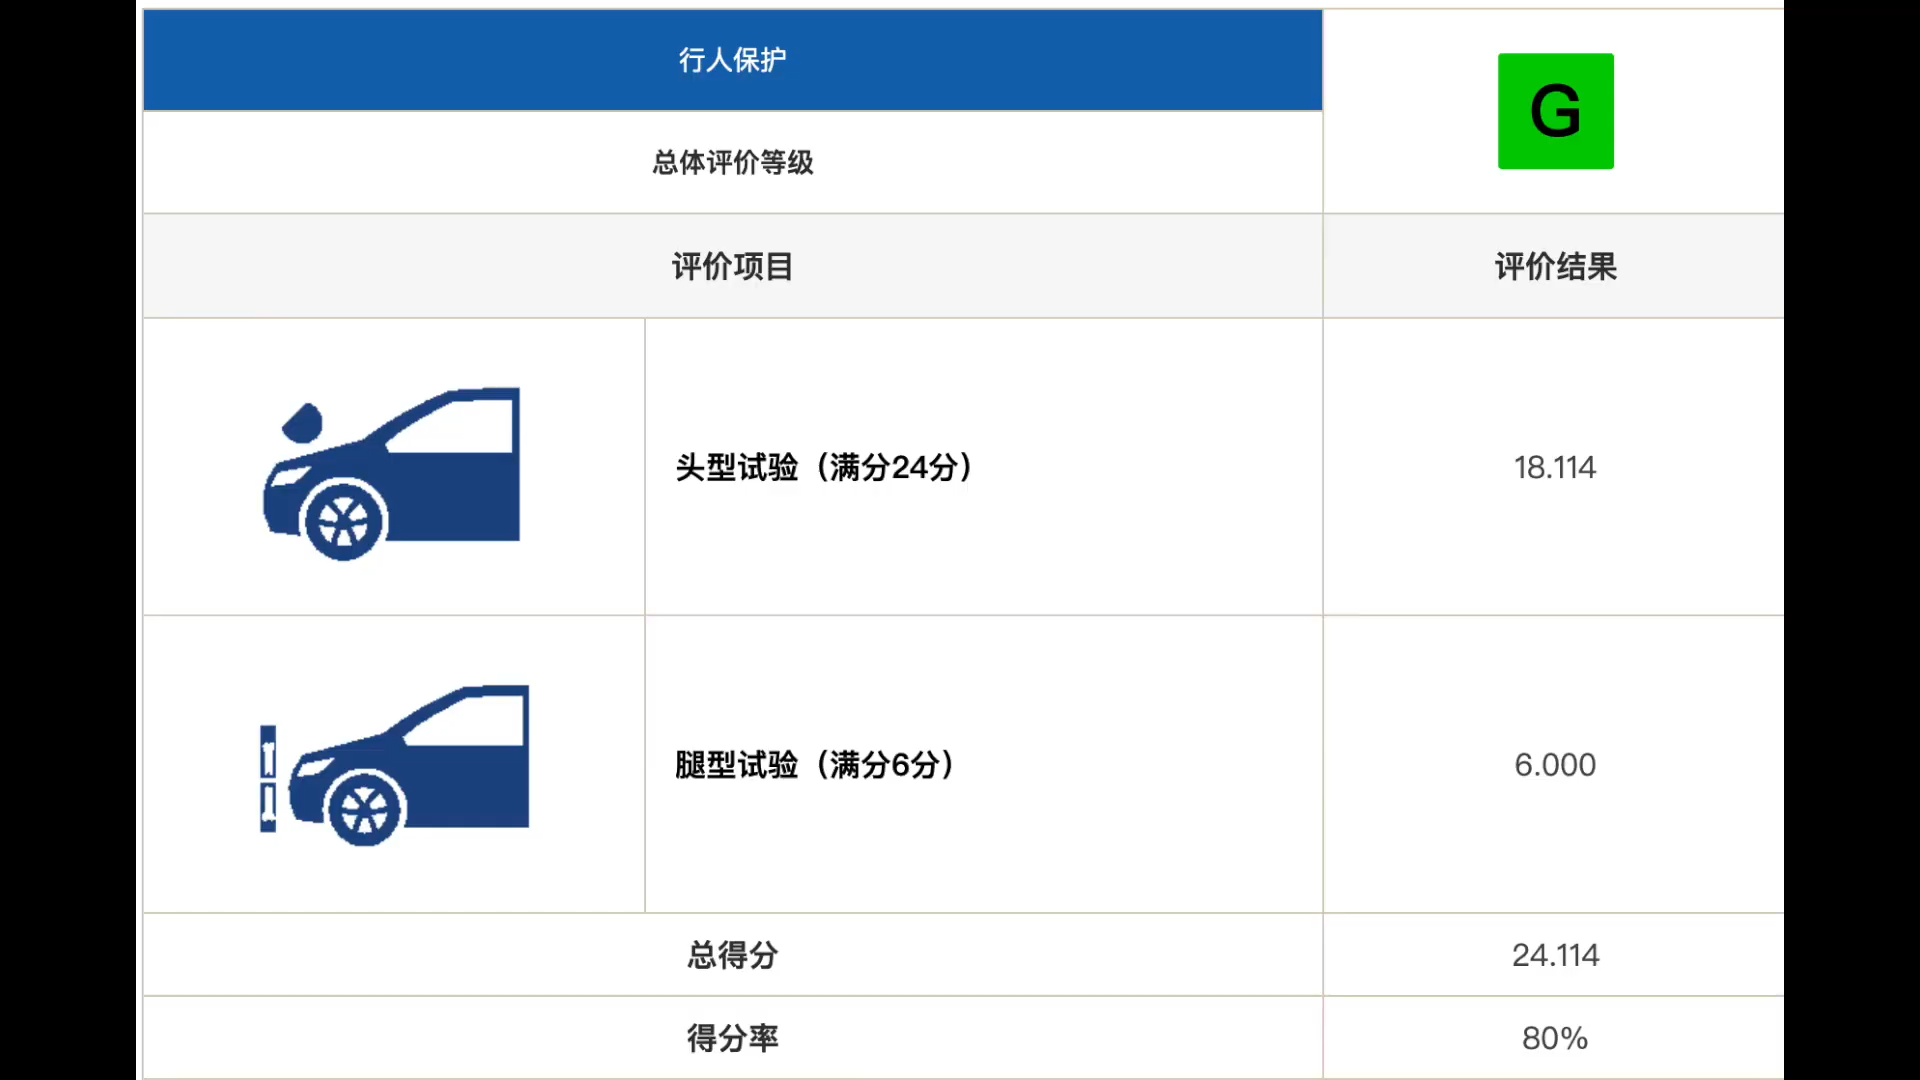 行人保护
G
总体评价等级
评价项目
评价结果
头型试验（满分24分）
18.114
腿型试验（满分6分）
6.000
总得分
24.114
得分率
80%